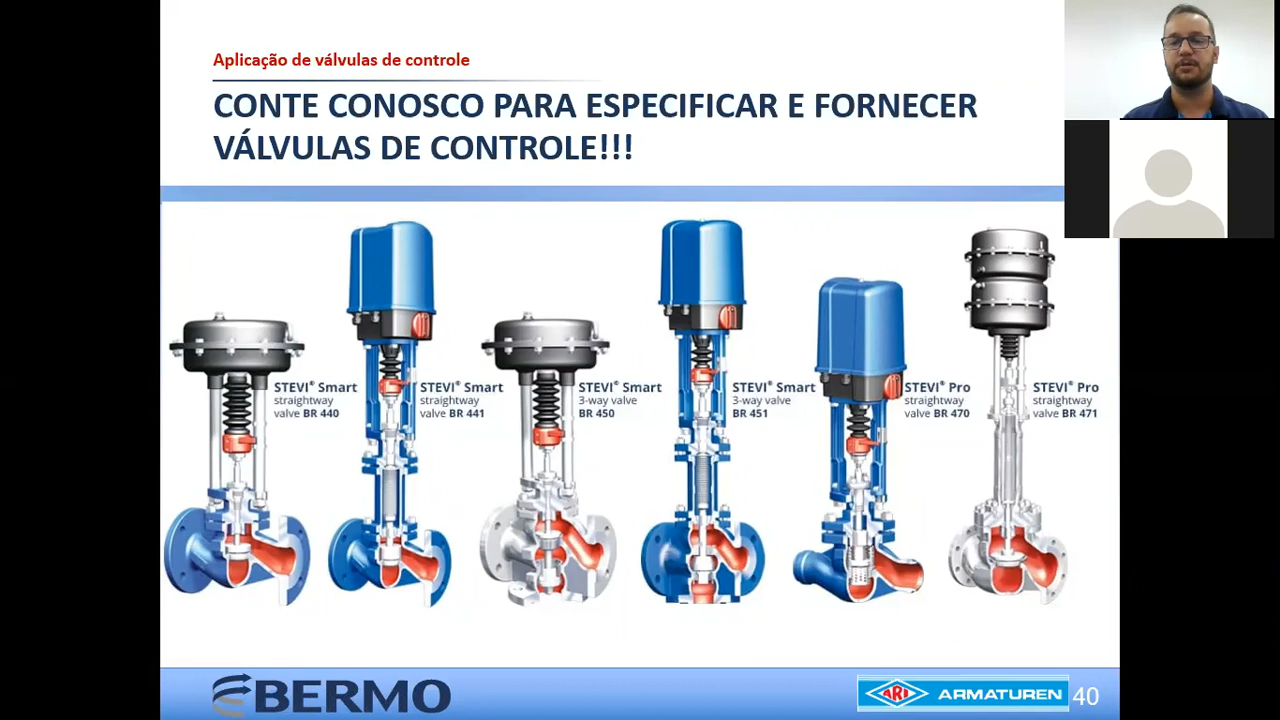 Aplicação de válvulas de controle
CONTE CONOSCO PARA ESPECIFICAR E FORNECER
VÁLVULAS DE CONTROLE!!!
STEVI® Smart
straightway
valve BR 440
STEVI® Smart
straightway
valve BR 441
STEVI® Smart
3-way valve
BR 450
STEVI® Smart
3-way valve
BR 451
STEVI® Pro
straightway
valve BR 470
STEVI® Pro
straightway
valve BR 471
BERMO
ARI ARMATUREN
40